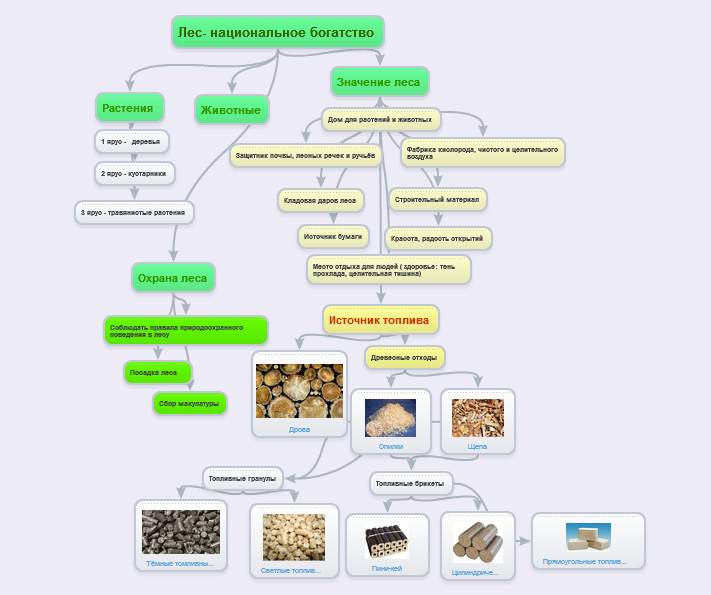 Лес- национальное богатство
Значение леса
Растения
Животные
Дом для растений и животных
1 ярус - деревья
Защитник почвы, лесных речек и ручьёв
Фабрика кислорода, чистого и целительного
воздуха
2 ярус - кустарники
Кладовая даров леса
Строительный материал
3 ярус - травянистые растения
Источник бумаги
Красота, радость открытий
Место отдыха для людей ( здоровье: тень
прохлада, целительная тишина)
Охрана леса
Источник топлива
Соблюдать правила природоохранного
поведения в лесу
Древесные отходы
Посадка леса
Сбор макулатуры
Дрова
Опилки
Щепа
Топливные гранулы
Топливные брикеты
Тёмные томливны...
Светлые топлив...
Пини-кей
Цилиндриче...
Прямоугольные топлив...